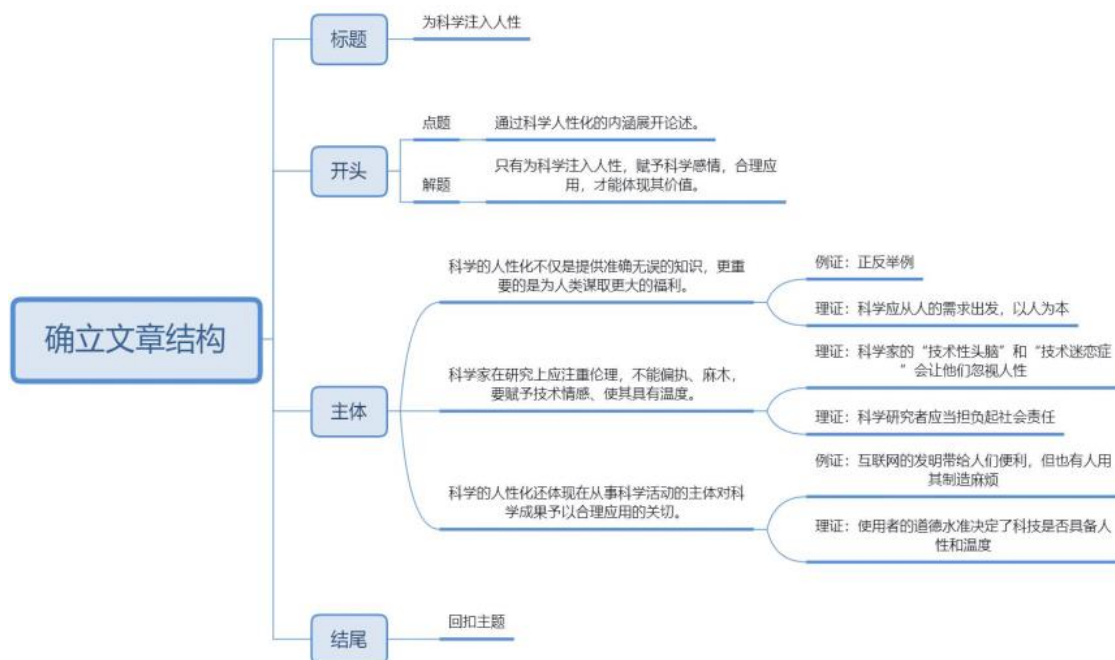 确立文章结构
标题
为科学注入人性
开头
点题
通过科学人性化的内涵展开论述。
解题
只有为科学注入人性，赋予科学感情，合理应
用，才能体现其价值。
主体
科学的人性化不仅是提供准确无误的知识，更重
要的是为人类谋取更大的福利。
例证：正反举例
理证：科学应从人的需求出发，以人为本
科学家在研究上应注重伦理，不能偏执、麻木，
要赋予技术情感、使其具有温度。
理证：科学家的“技术性头脑”和“技术迷恋症
”会让他们忽视人性
理证：科学研究者应当担负起社会责任
科学的人性化还体现在从事科学活动的主体对科
学成果予以合理应用的关切。
例证：互联网的发明带给人们便利，但也有人用
其制造麻烦
理证：使用者的道德水准决定了科技是否具备人
性和温度
结尾
回扣主题